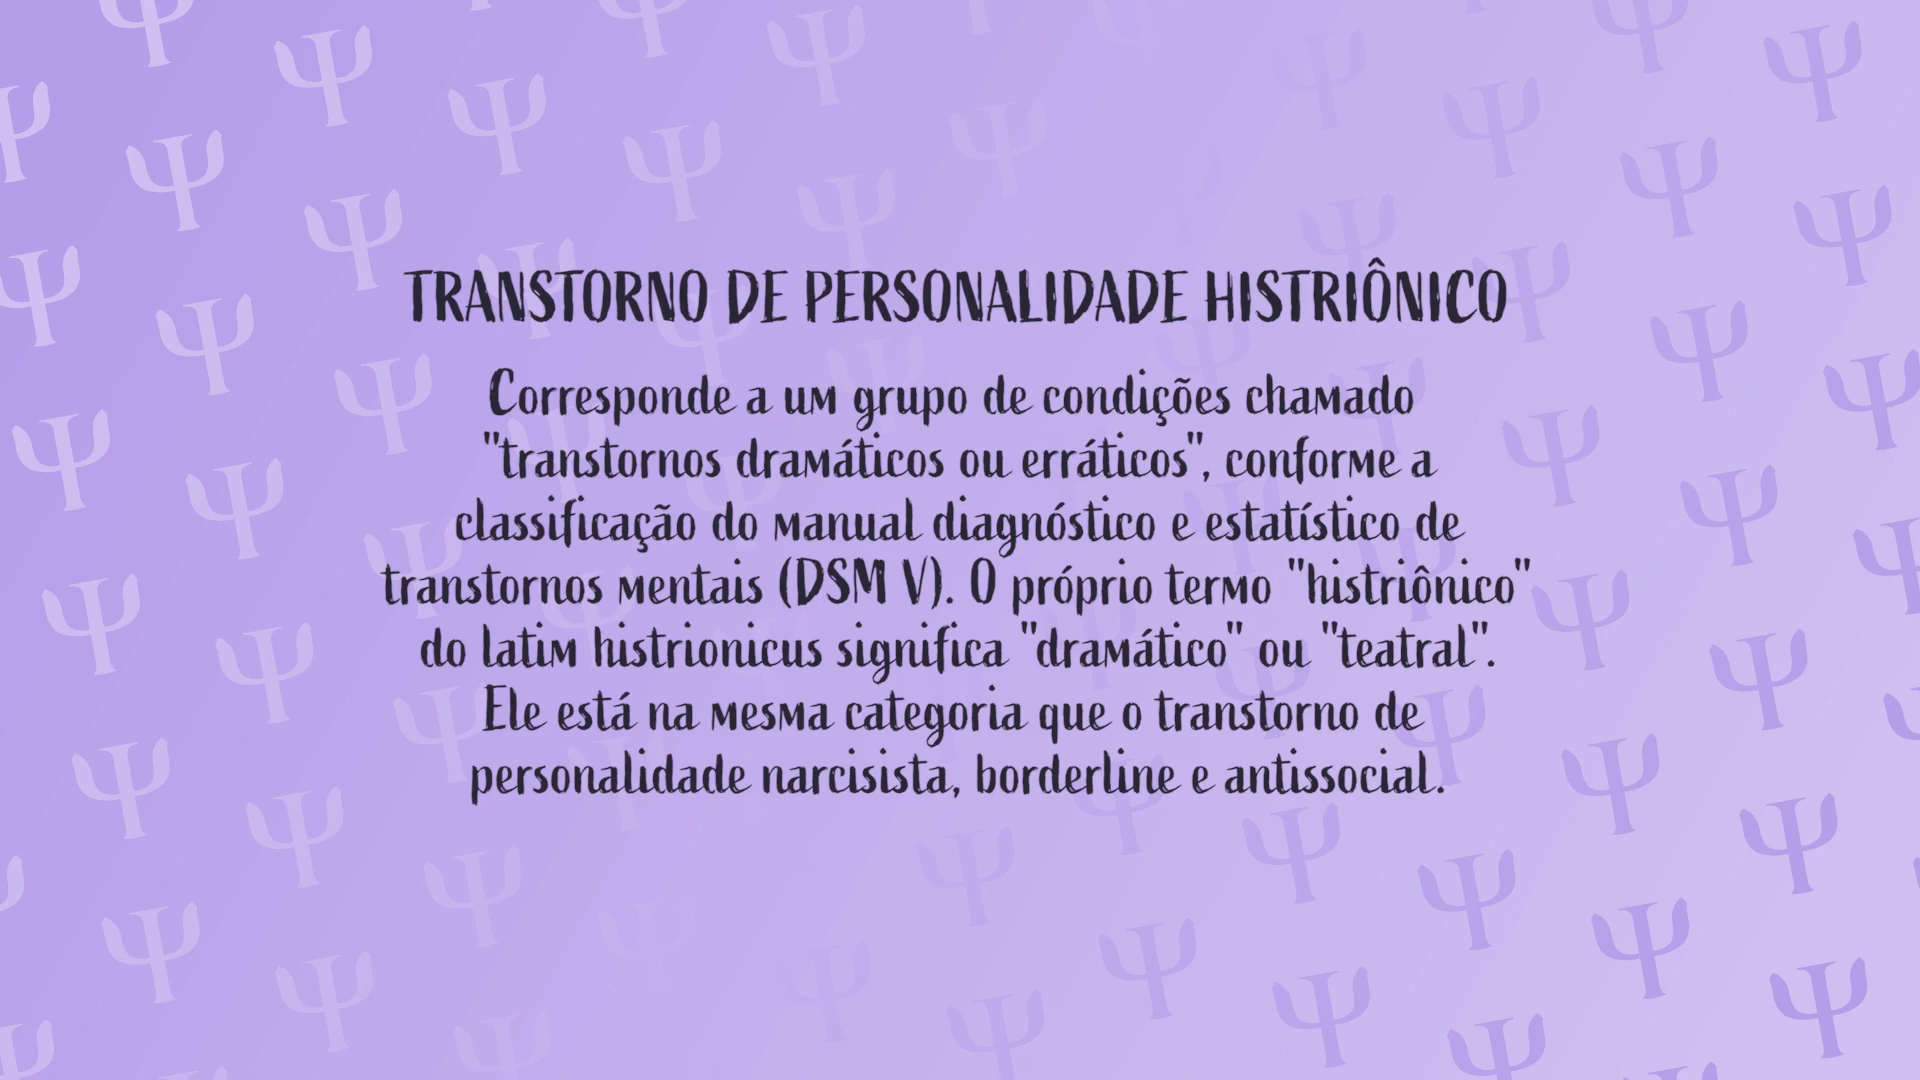 TRANSTORNO DE PERSONALIDADE HISTRIÔNICO
Corresponde a um grupo de condições chamado
"transtornos dramáticos ou erráticos", conforme a
classificação do manual diagnóstico e estatístico de
transtornos mentais (DSM V). O próprio termo "histriônico"
do latim histrionicus significa "dramático" ou "teatral".
Ele está na mesma categoria que o transtorno de
personalidade narcisista, borderline e antissocial.